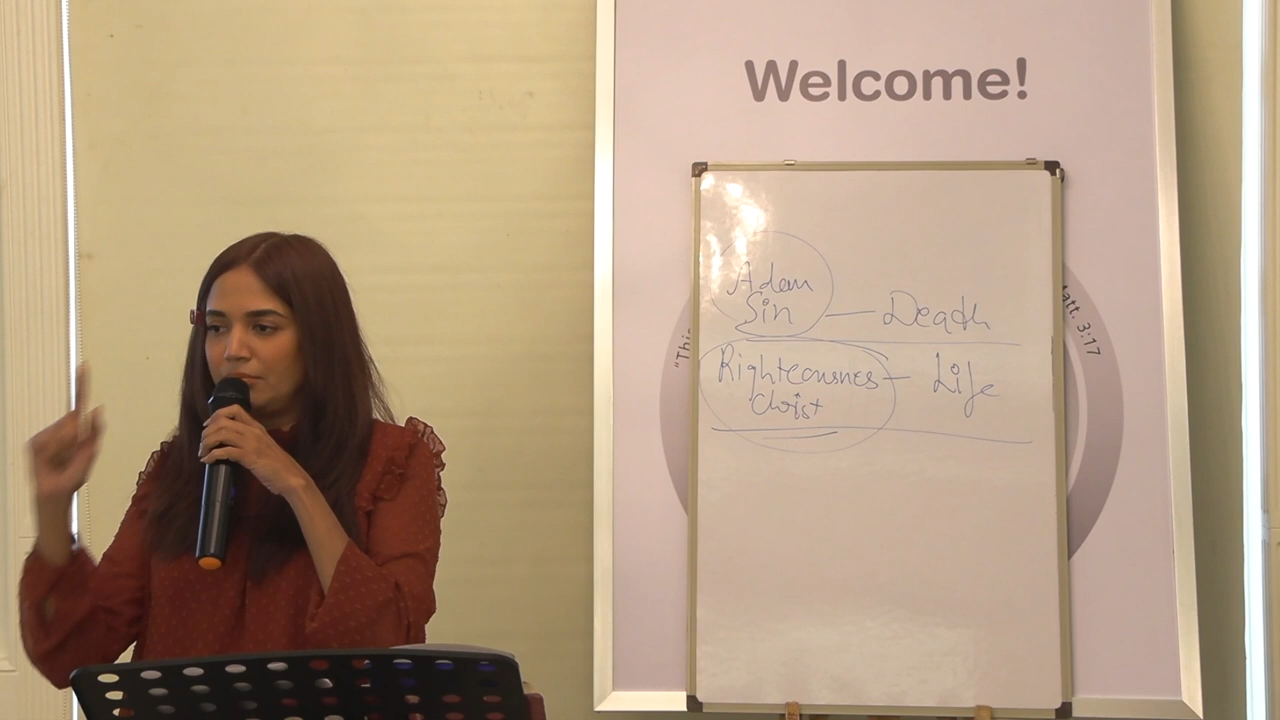 Welcome!
Adam
Sin — Death
Righteousnes — Life
Christ
"This
att. 3:17